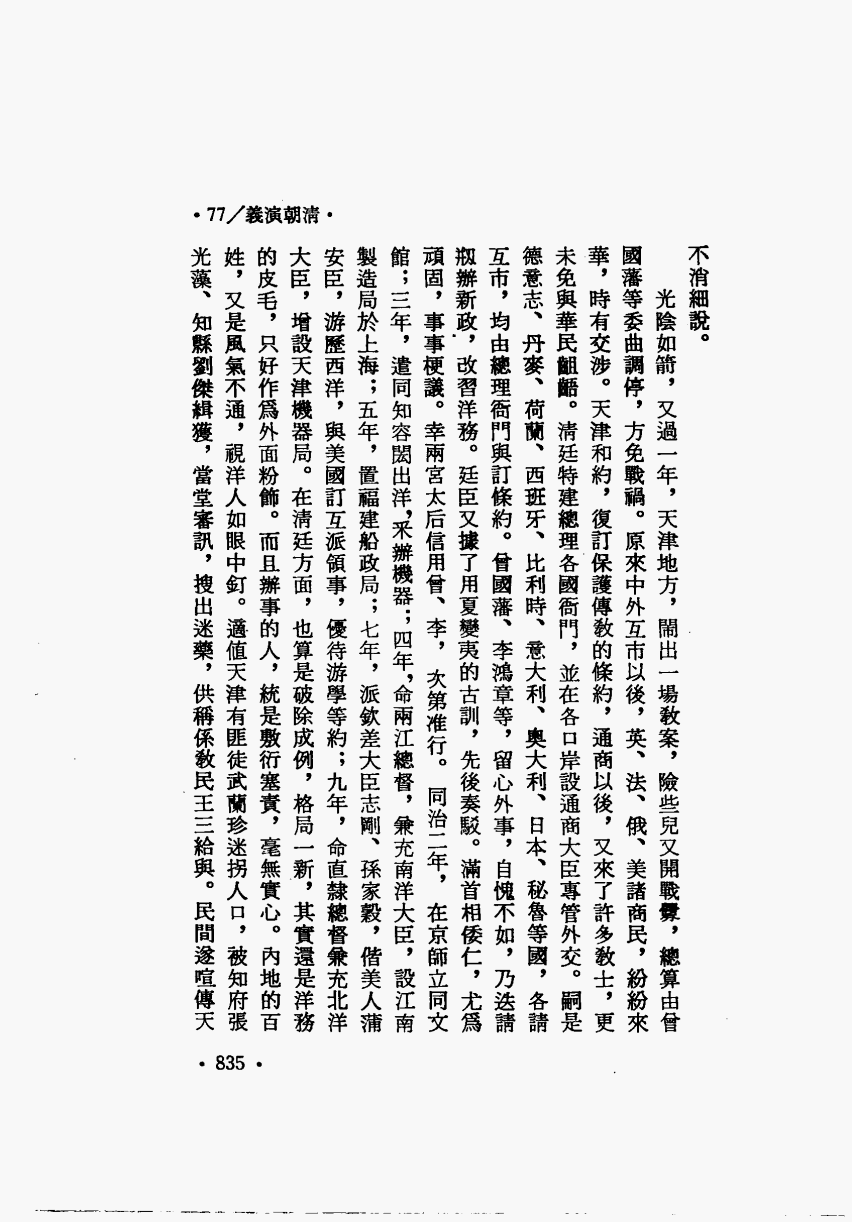 ·77／義演朝清·
不消細說。
光陰如箭，又過一年，天津地方，鬧出一場教案，險些兒又開戰釁，總算由曾
國藩等委曲調停，方免戰禍。原來中外互市以後，英、法、俄、美諸商民，紛紛來
華，時有交涉。天津和約，復訂保護傳教的條約，通商以後，又來了許多教士，更
未免與華民齟齬。清廷特建總理各國衙門，並在各口岸設通商大臣專管外交。嗣是
德意志、丹麥、荷蘭、西班牙、比利時、意大利、奧大利、日本、秘魯等國，各請
互市，均由總理衙門與訂條約。曾國藩、李鴻章等，留心外事，自愧不如，乃迭請
剏辦新政，改習洋務。廷臣又據了用夏變夷的古訓，先後奏駁。滿首相倭仁，尤爲
頑固，事事梗議。幸兩宮太后信用曾、李，次第准行。同治二年，在京師立同文
館；三年，遣同知容閎出洋，釆辦機器；四年，命兩江總督，兼充南洋大臣，設江南
製造局於上海；五年，置福建船政局；七年，派欽差大臣志剛、孫家穀，偕美人蒲
安臣，游歷西洋，與美國訂互派領事，優待游學等約；九年，命直隸總督兼充北洋
大臣，增設天津機器局。在清廷方面，也算是破除成例，格局一新，其實還是洋務
的皮毛，只好作爲外面粉飾。而且辦事的人，統是敷衍塞責，毫無實心。內地的百
姓，又是風氣不通，視洋人如眼中釘。適值天津有匪徒武蘭珍迷拐人口，被知府張
光藻、知縣劉傑緝獲，當堂審訊，搜出迷藥，供稱係教民王三給與。民間遂喧傳天
·835·